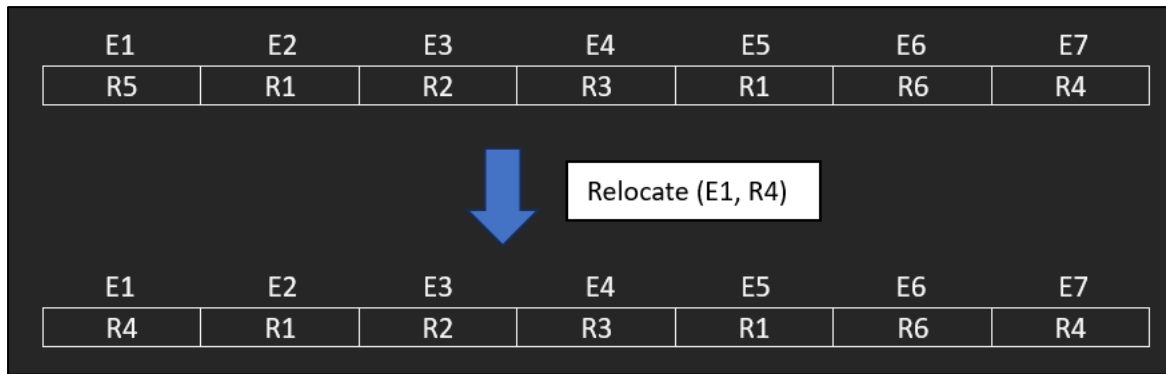 E1 E2 E3 E4 E5 E6 E7
R5 R1 R2 R3 R1 R6 R4
Relocate (E1, R4)
E1 E2 E3 E4 E5 E6 E7
R4 R1 R2 R3 R1 R6 R4